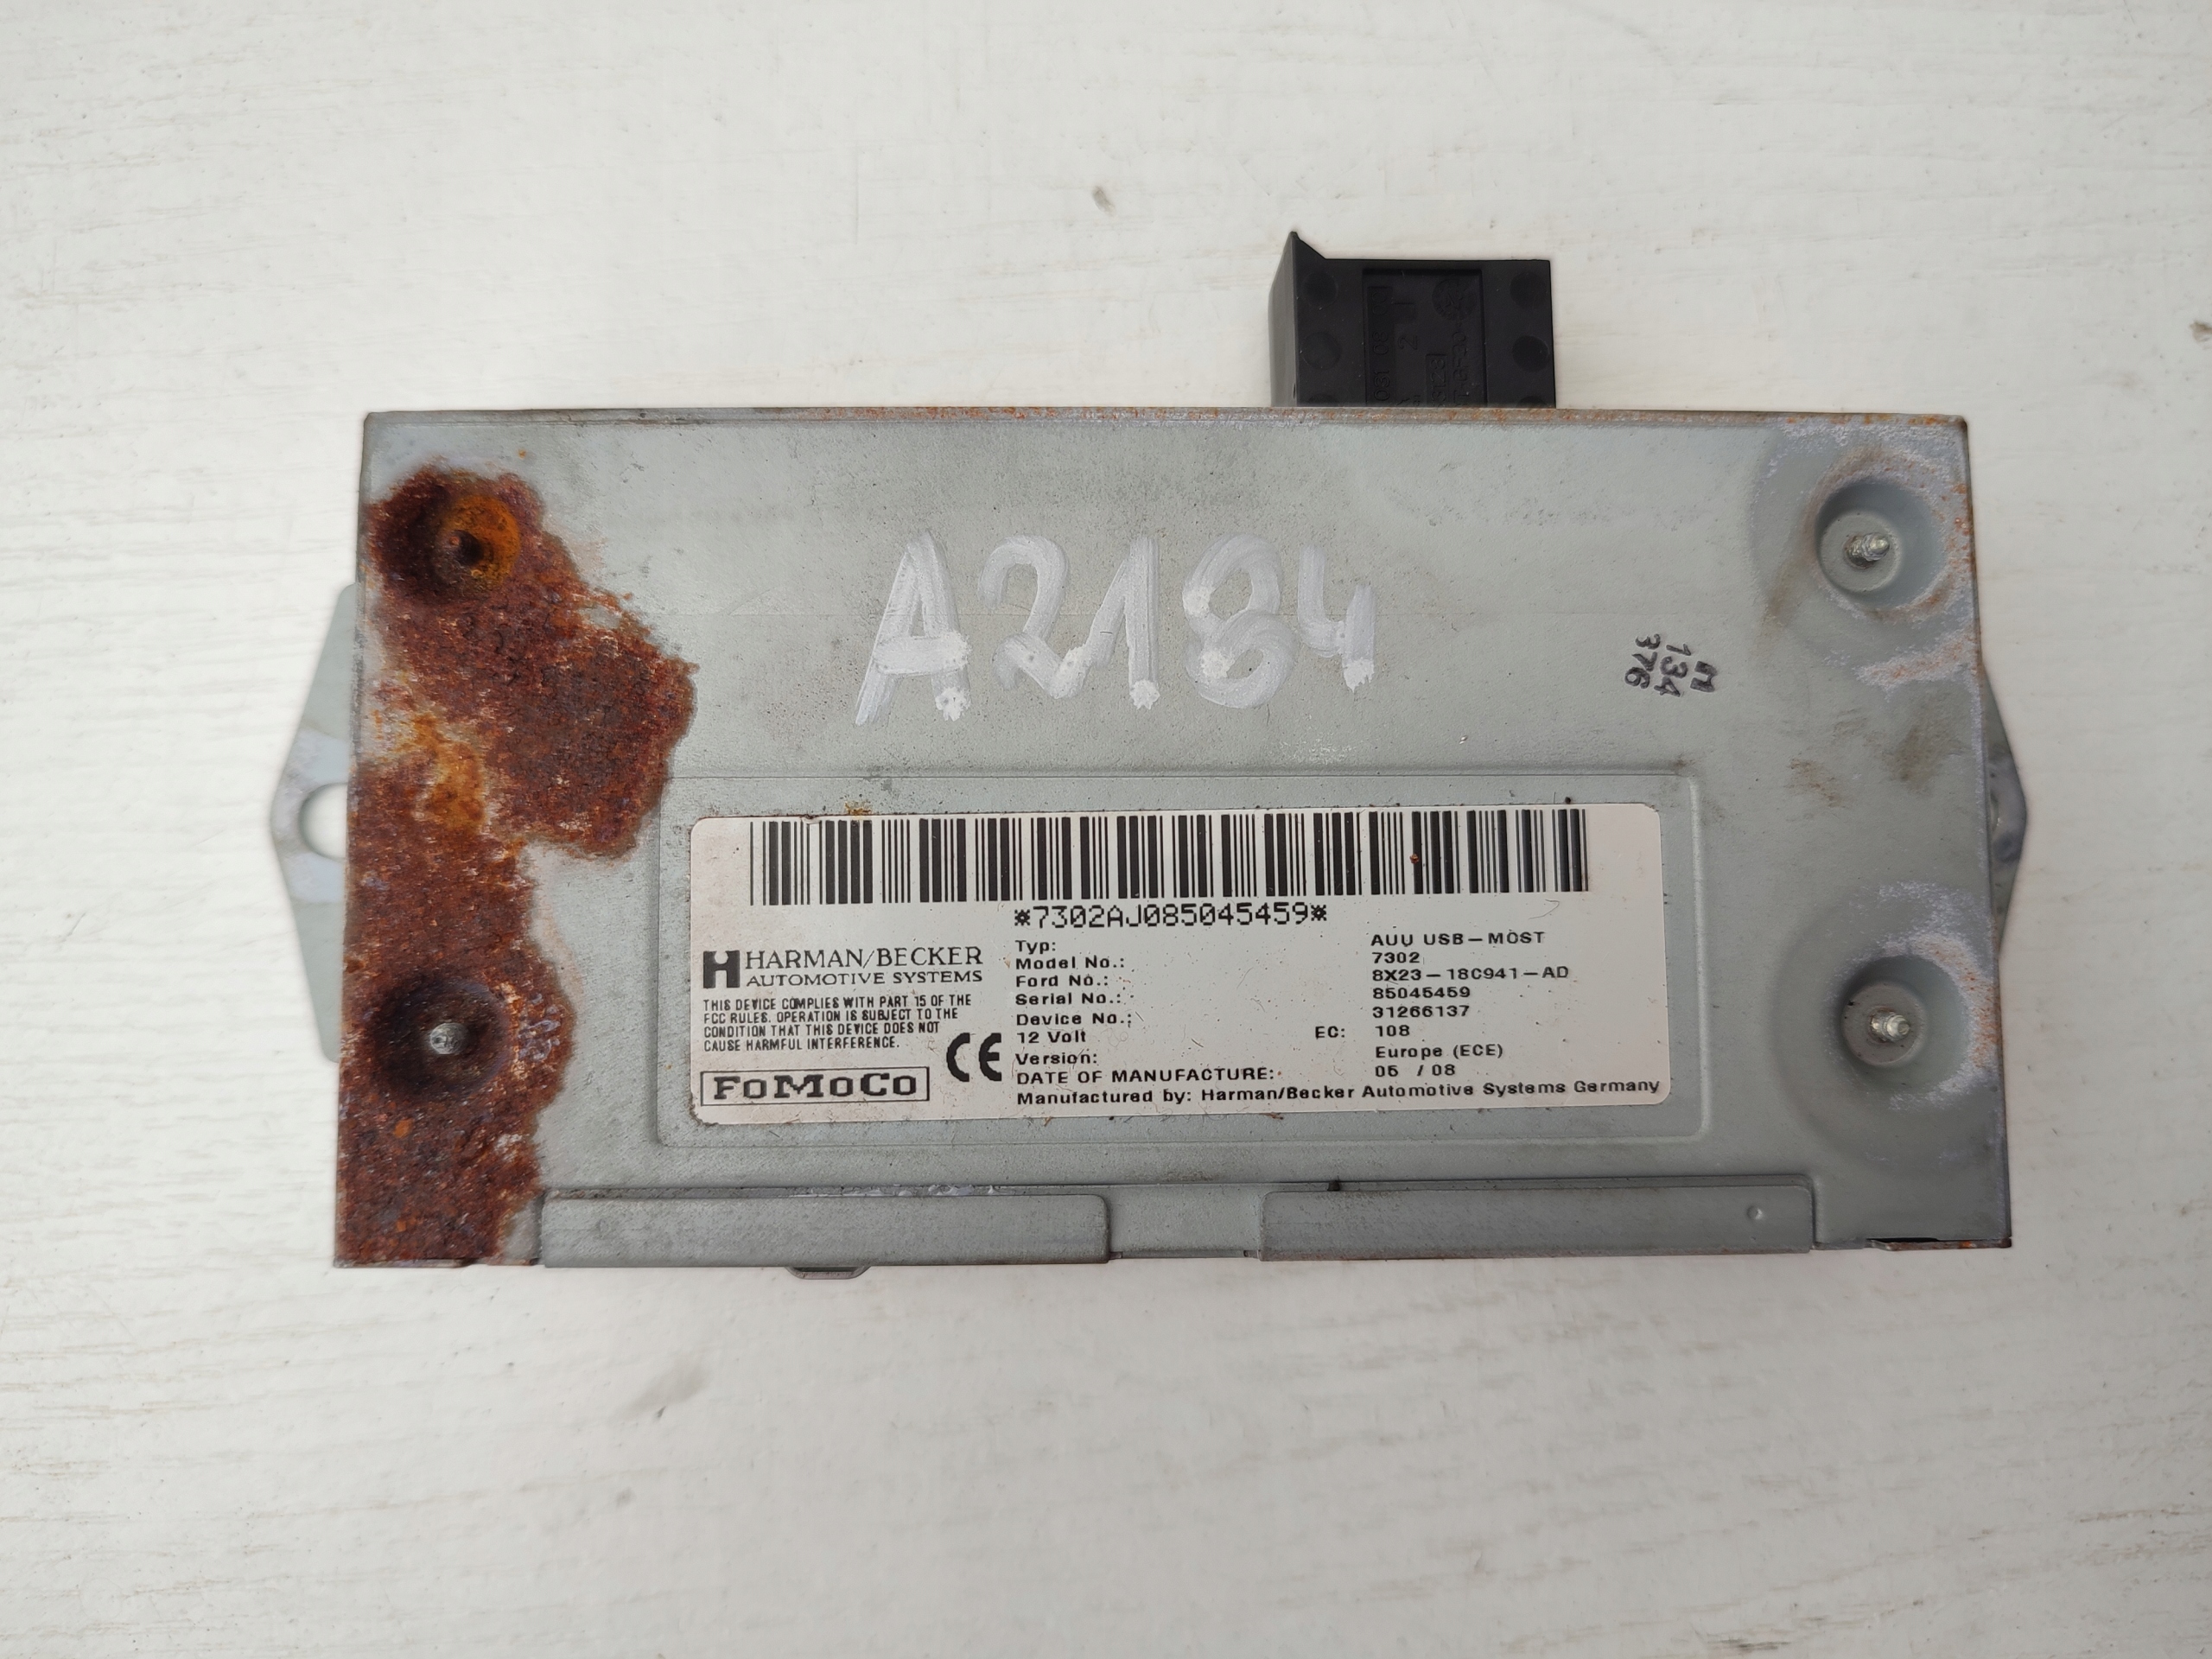 A2184
M
134
376
*7302AJ085045459*
H HARMAN/BECKER
AUTOMOTIVE SYSTEMS
THIS DEVICE COMPLIES WITH PART 15 OF THE
FCC RULES. OPERATION IS SUBJECT TO THE
CONDITION THAT THIS DEVICE DOES NOT
CAUSE HARMFUL INTERFERENCE.
CE
FoMoCo
Typ: AUU USB-MOST
Model No.: 7302
Ford No.: 8X23-18C941-AD
Serial No.: 85045459
Device No.: 31266137
12 Volt EC: 108
Version: Europe (ECE)
DATE OF MANUFACTURE: 05 / 08
Manufactured by: Harman/Becker Automotive Systems Germany